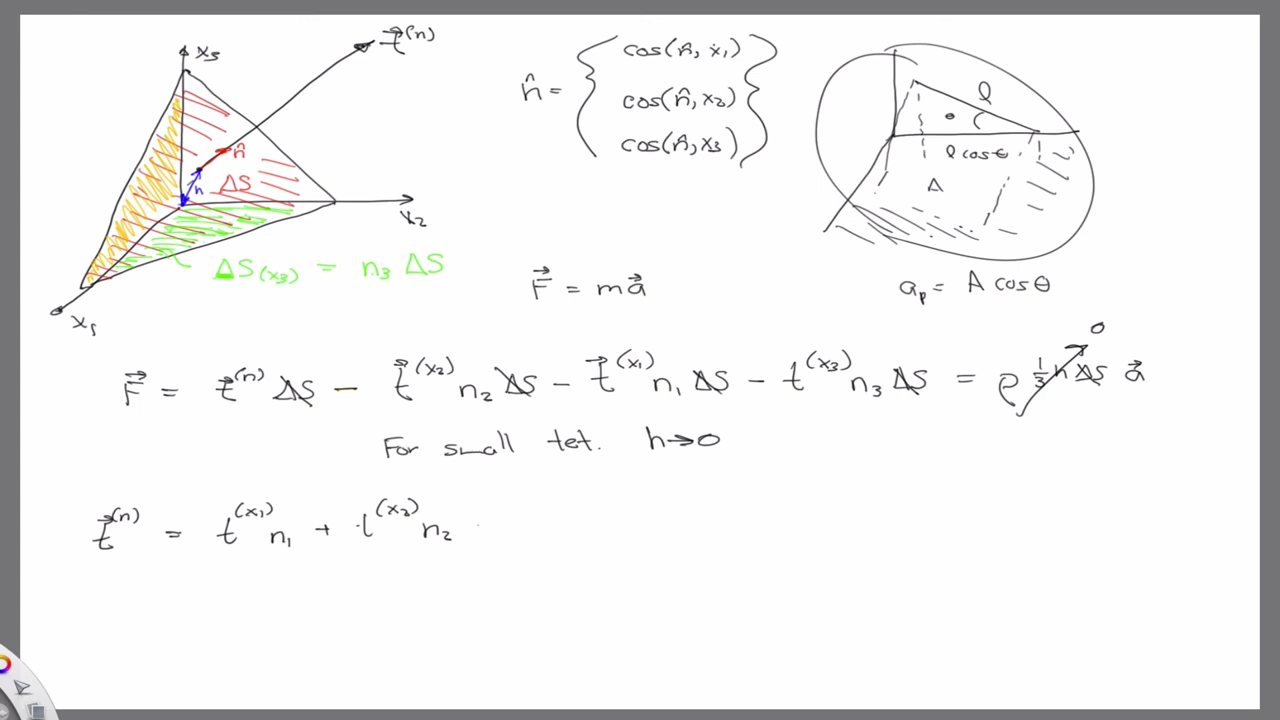 x₃
t⃗⁽ⁿ⁾
n̂
h
ΔS
x₂
x₁
ΔS(x₃) = n₃ ΔS
n̂ = { cos(n̂, x₁)
cos(n̂, x₂)
cos(n̂, x₃) }
l
θ
l cosθ
A
aₚ = A cosθ
F⃗ = ma⃗
F⃗ = t⃗⁽ⁿ⁾ ΔS − t⃗^(x₂) n₂ ΔS − t⃗^(x₁) n₁ ΔS − t^(x₃) n₃ ΔS = ρ 1/3 h ΔS a⃗
0
For small tet. h→0
t⃗⁽ⁿ⁾ = t^(x₁) n₁ + t^(x₂) n₂